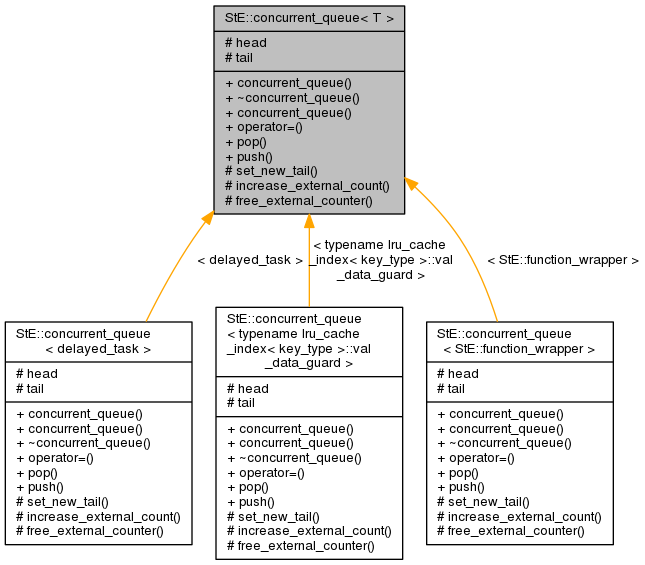 StE::concurrent_queue< T >
# head
# tail
+ concurrent_queue()
+ ~concurrent_queue()
+ concurrent_queue()
+ operator=()
+ pop()
+ push()
# set_new_tail()
# increase_external_count()
# free_external_counter()
< delayed_task >
< typename lru_cache
_index< key_type >::val
_data_guard >
< StE::function_wrapper >
StE::concurrent_queue
< delayed_task >
# head
# tail
+ concurrent_queue()
+ concurrent_queue()
+ ~concurrent_queue()
+ operator=()
+ pop()
+ push()
# set_new_tail()
# increase_external_count()
# free_external_counter()
StE::concurrent_queue
< typename lru_cache
_index< key_type >::val
_data_guard >
# head
# tail
+ concurrent_queue()
+ concurrent_queue()
+ ~concurrent_queue()
+ operator=()
+ pop()
+ push()
# set_new_tail()
# increase_external_count()
# free_external_counter()
StE::concurrent_queue
< StE::function_wrapper >
# head
# tail
+ concurrent_queue()
+ concurrent_queue()
+ ~concurrent_queue()
+ operator=()
+ pop()
+ push()
# set_new_tail()
# increase_external_count()
# free_external_counter()